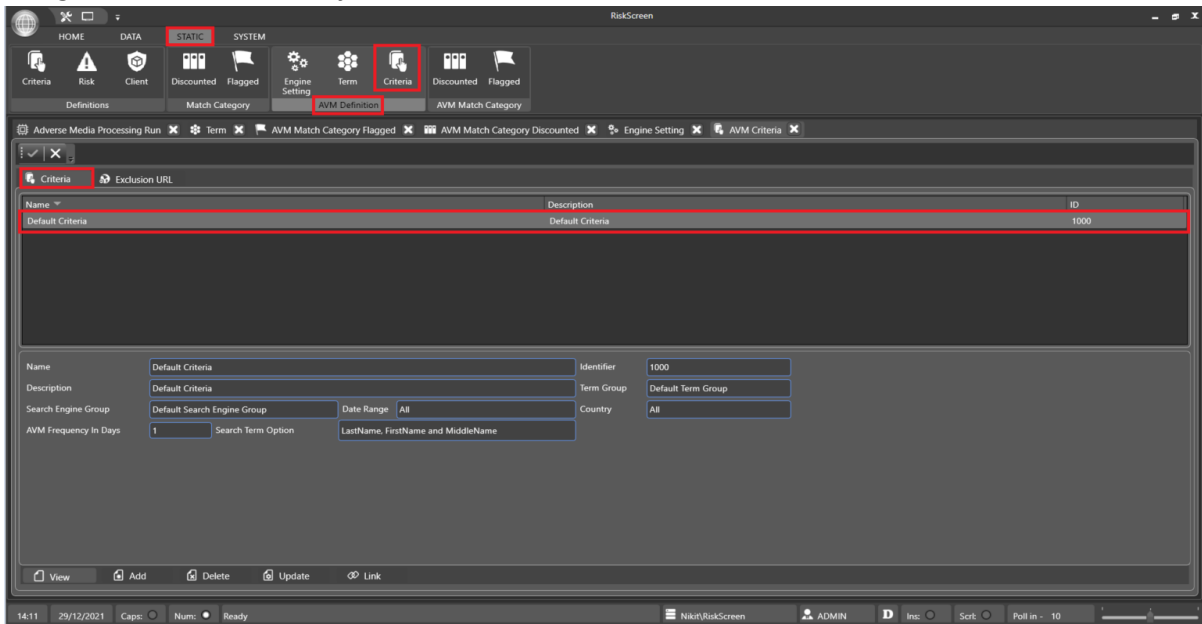 RiskScreen
HOME DATA STATIC SYSTEM
Criteria Risk Client Discounted Flagged Engine Setting Term Criteria Discounted Flagged
Definitions Match Category AVM Definition AVM Match Category
Adverse Media Processing Run Term AVM Match Category Flagged AVM Match Category Discounted Engine Setting AVM Criteria
Criteria Exclusion URL
Name Description ID
Default Criteria Default Criteria 1000
Name Default Criteria Identifier 1000
Description Default Criteria Term Group Default Term Group
Search Engine Group Default Search Engine Group Date Range All Country All
AVM Frequency In Days 1 Search Term Option LastName, FirstName and MiddleName
View Add Delete Update Link
14:11 29/12/2021 Caps: Num: Ready Nikit\RiskScreen ADMIN D Ins: Scrl: Poll in - 10